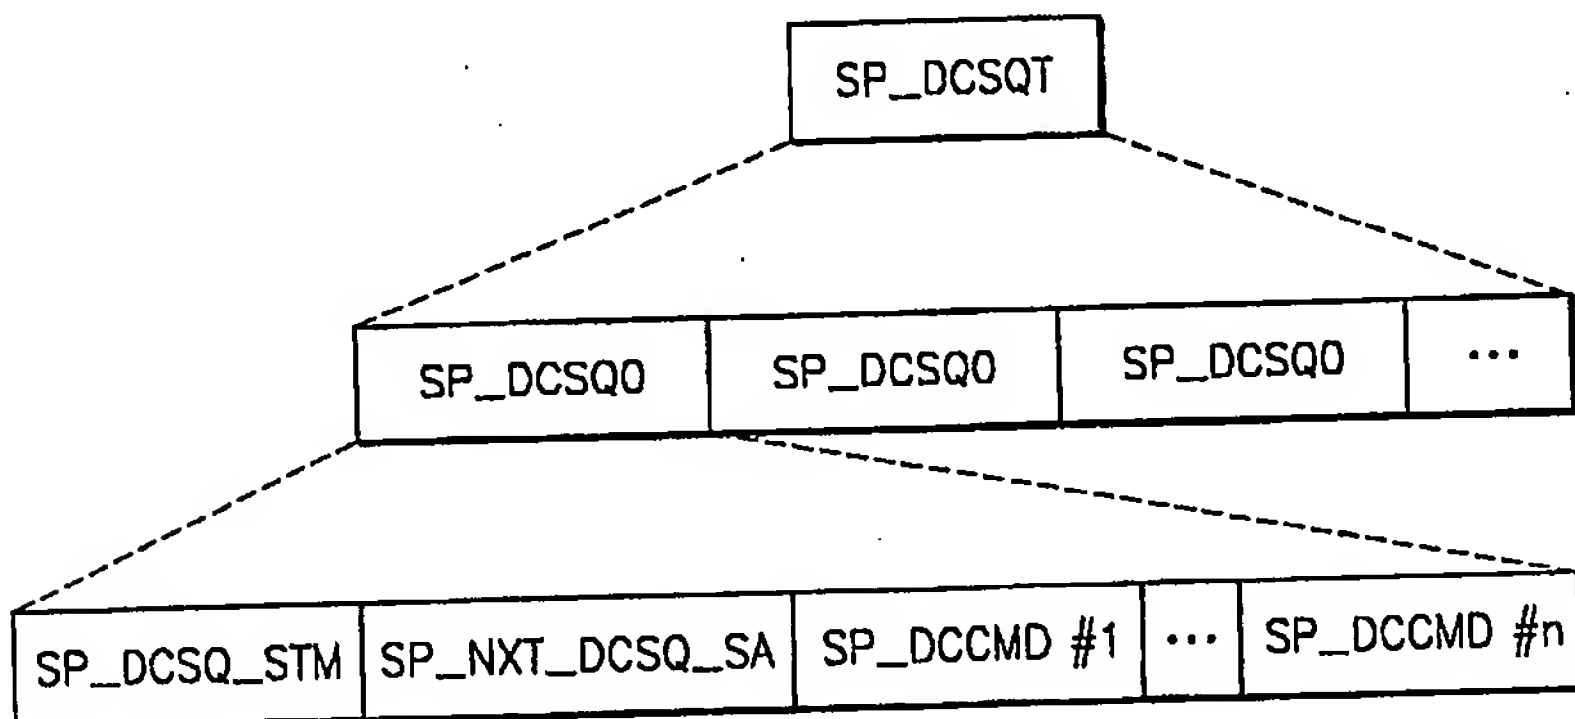 SP_DCSQT
SP_DCSQ0 SP_DCSQ0 SP_DCSQ0 ...
SP_DCSQ_STM SP_NXT_DCSQ_SA SP_DCCMD #1 ... SP_DCCMD #n